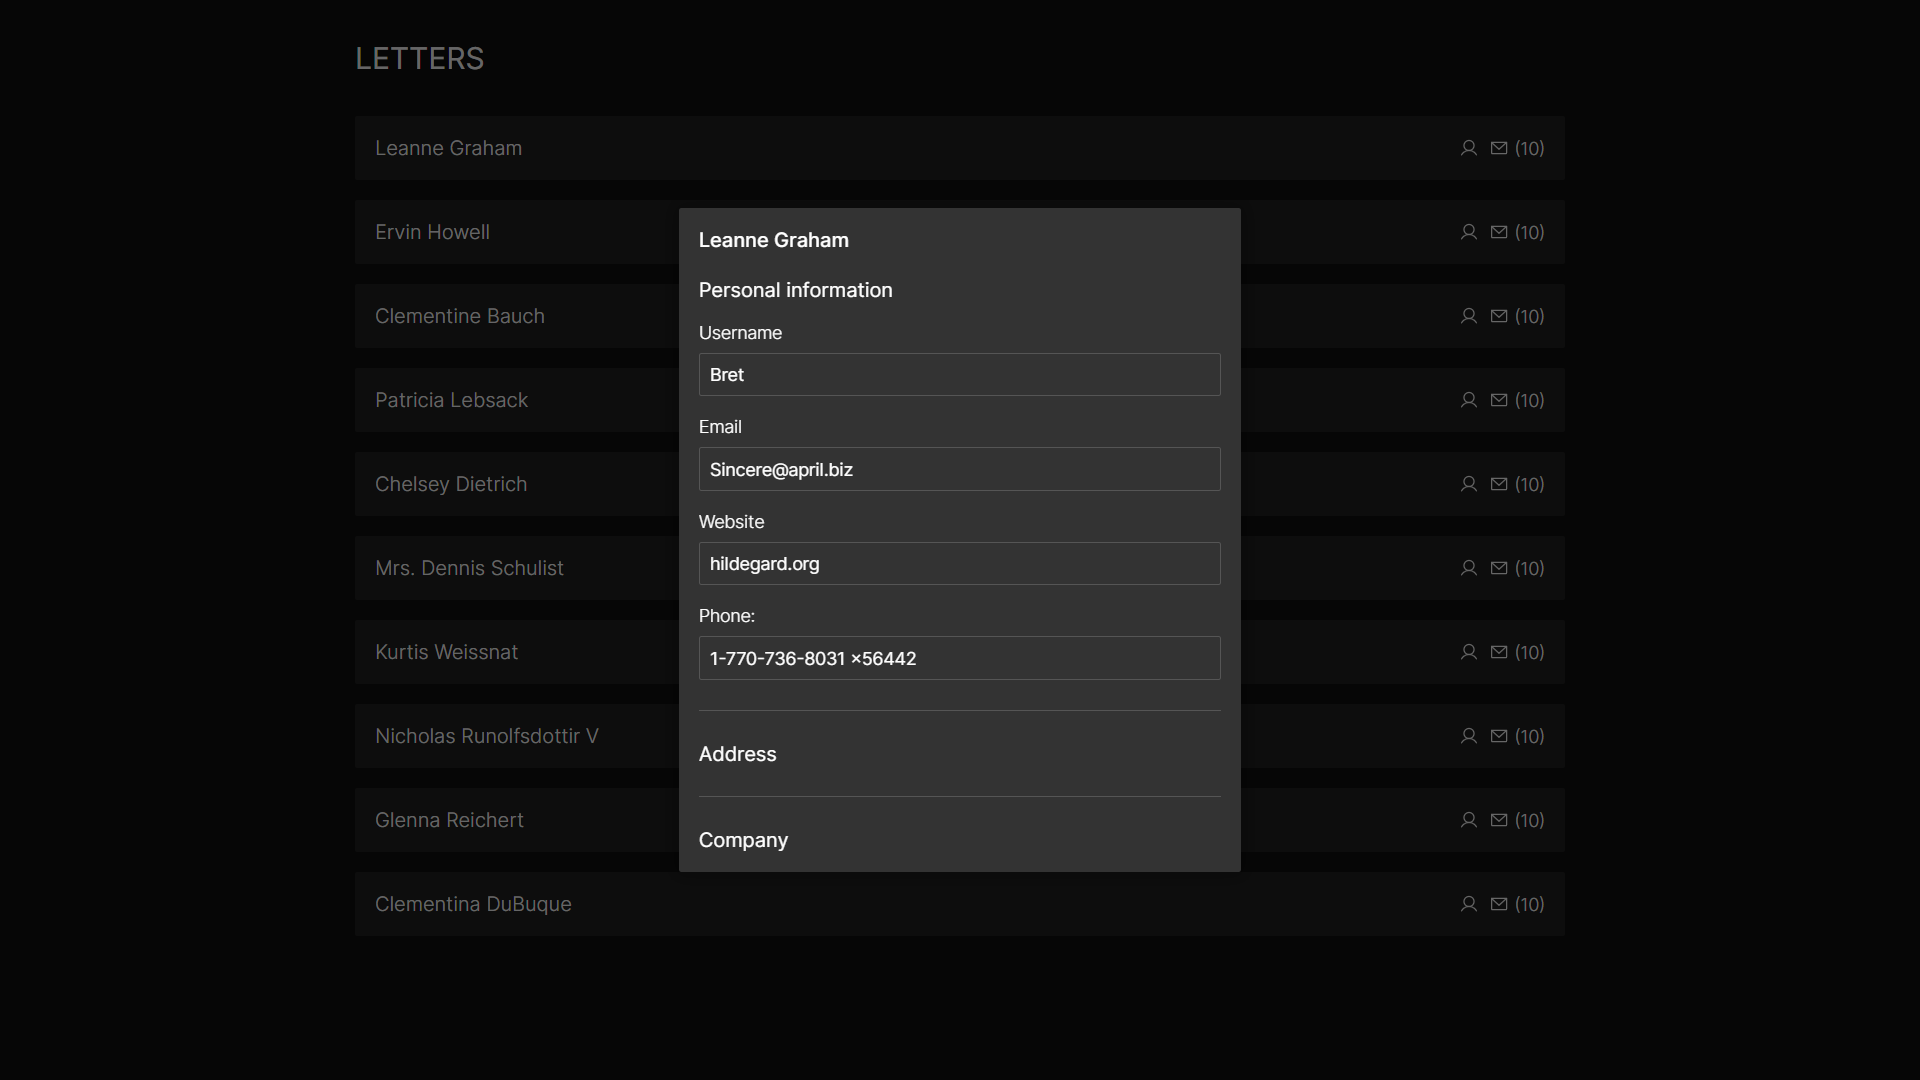 LETTERS
Leanne Graham (10)
Ervin Howell (10)
Clementine Bauch (10)
Patricia Lebsack (10)
Chelsey Dietrich (10)
Mrs. Dennis Schulist (10)
Kurtis Weissnat (10)
Nicholas Runolfsdottir V (10)
Glenna Reichert (10)
Clementina DuBuque (10)
Leanne Graham
Personal information
Username
Bret
Email
Sincere@april.biz
Website
hildegard.org
Phone:
1-770-736-8031 x56442
Address
Company